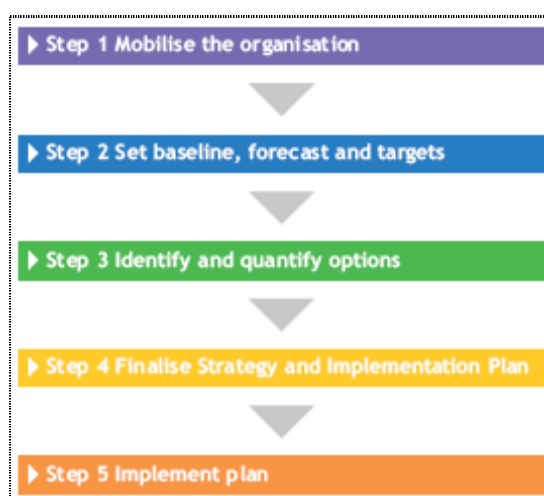 Step 1 Mobilise the organisation
Step 2 Set baseline, forecast and targets
Step 3 Identify and quantify options
Step 4 Finalise Strategy and Implementation Plan
Step 5 Implement plan